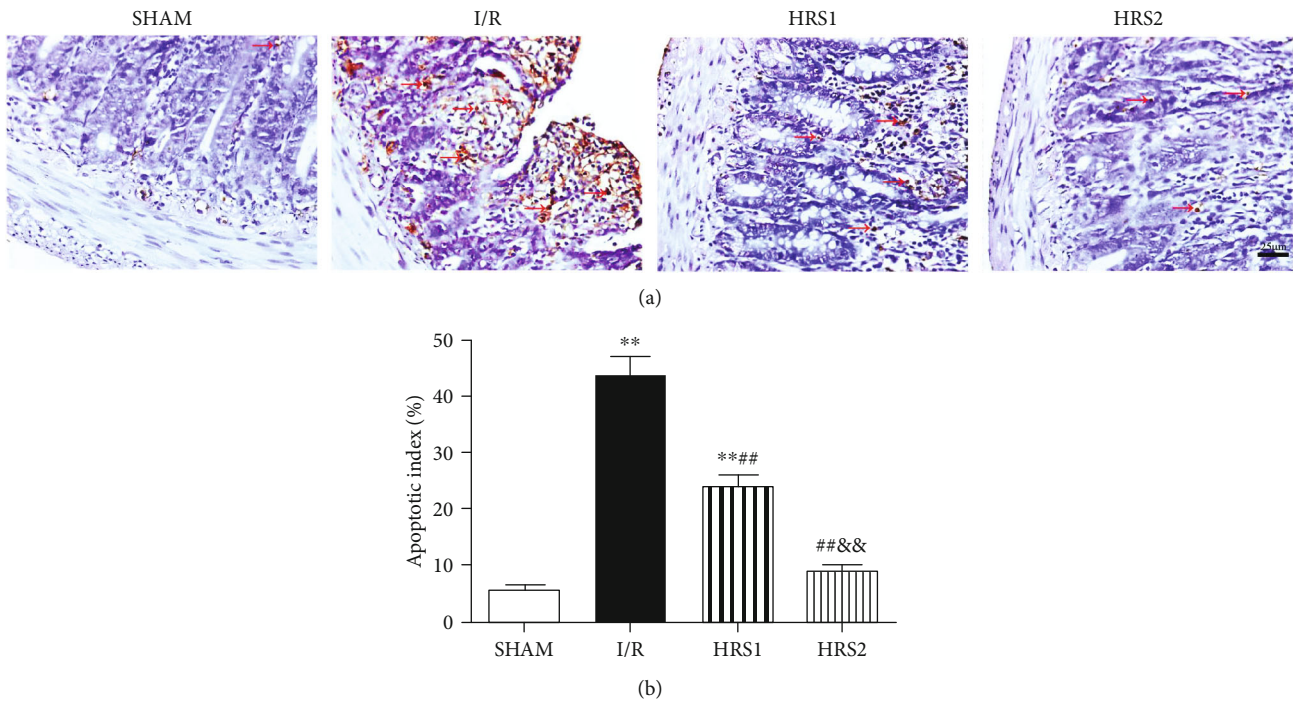 SHAM
I/R
HRS1
HRS2
25μm
(a)
Apoptotic index (%)
50
40
30
20
10
0
**
**##
##&&
SHAM
I/R
HRS1
HRS2
(b)